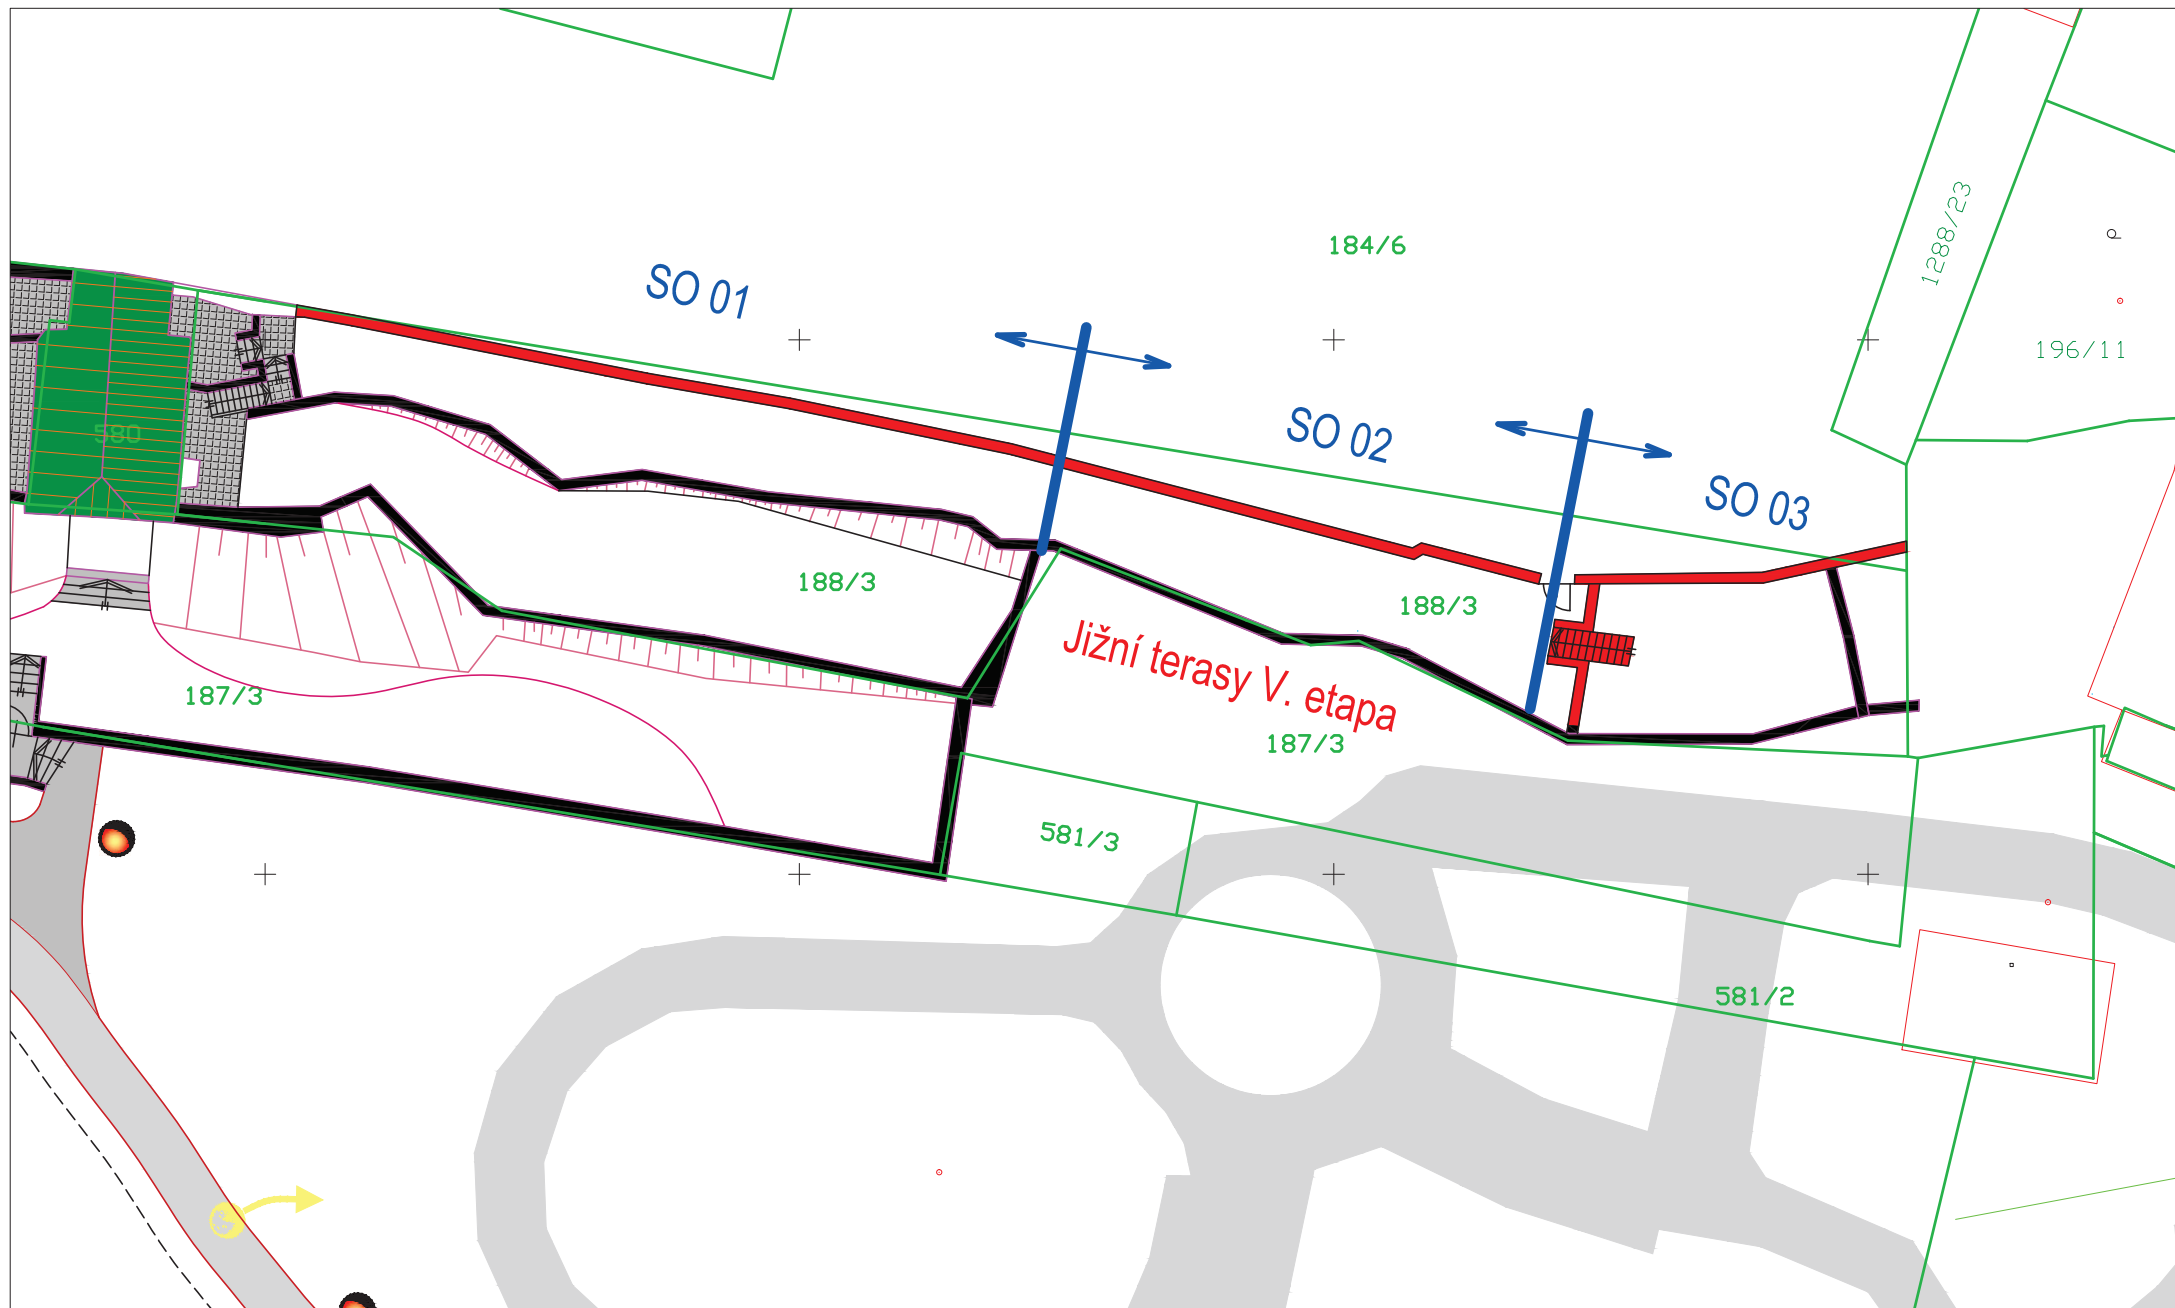 1288/23
184/6
SO 01
196/11
SO 02
580
SO 03
188/3
188/3
Jižní terasy V. etapa
187/3
187/3
581/3
581/2